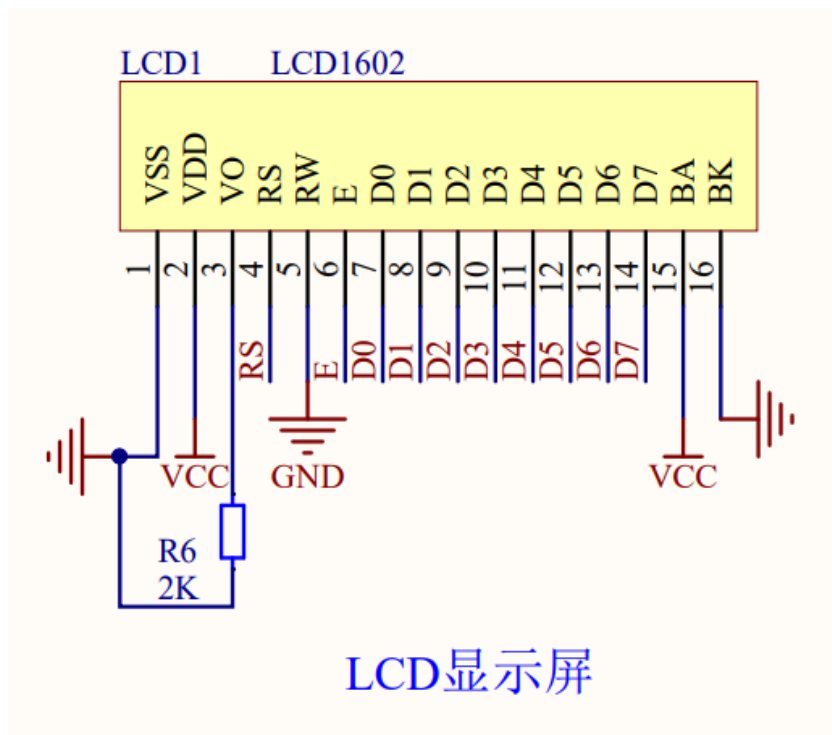 LCD1 LCD1602
VSS VDD VO RS RW E D0 D1 D2 D3 D4 D5 D6 D7 BA BK
1 2 3 4 5 6 7 8 9 10 11 12 13 14 15 16
RS E D0 D1 D2 D3 D4 D5 D6 D7
VCC GND VCC
R6
2K
LCD显示屏